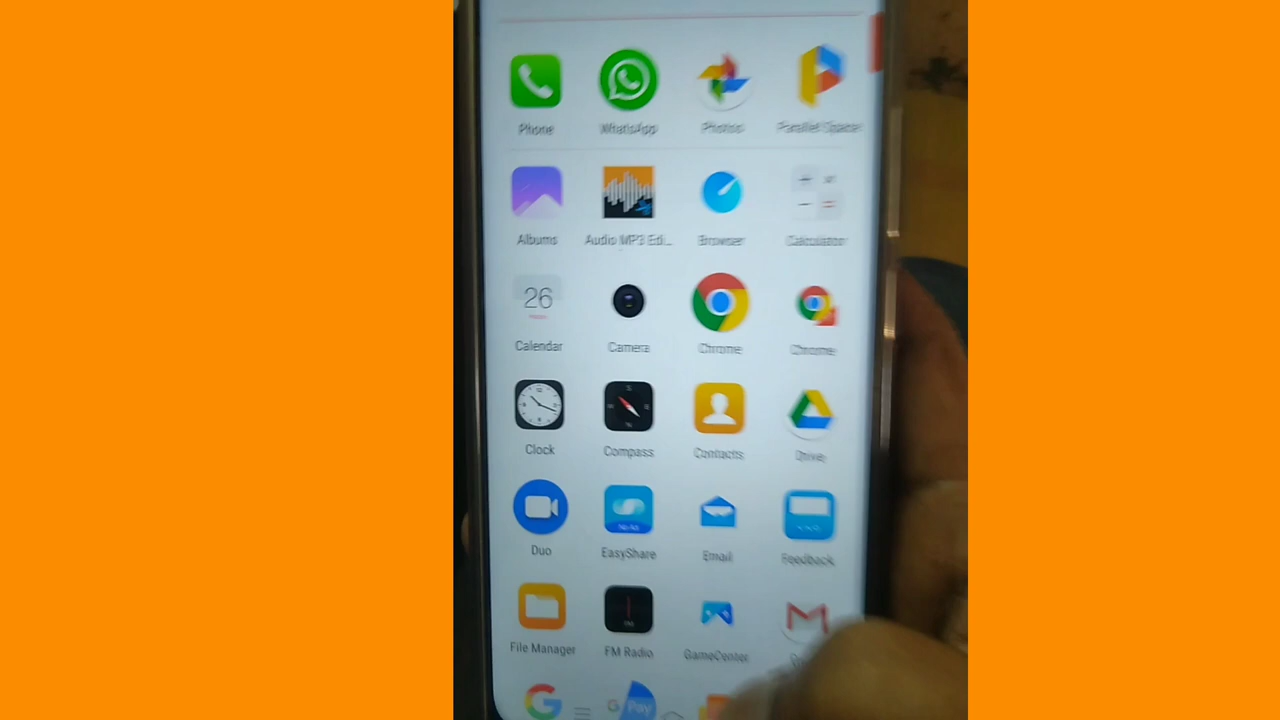 Phone WhatsApp Photos Parallel Space
Albums Audio MP3 Edi... Browser Calculator
26
Calendar Camera Chrome Chrome
Clock Compass Contacts Drive
Duo EasyShare Email Feedback
FM
File Manager FM Radio GameCenter
G Pay